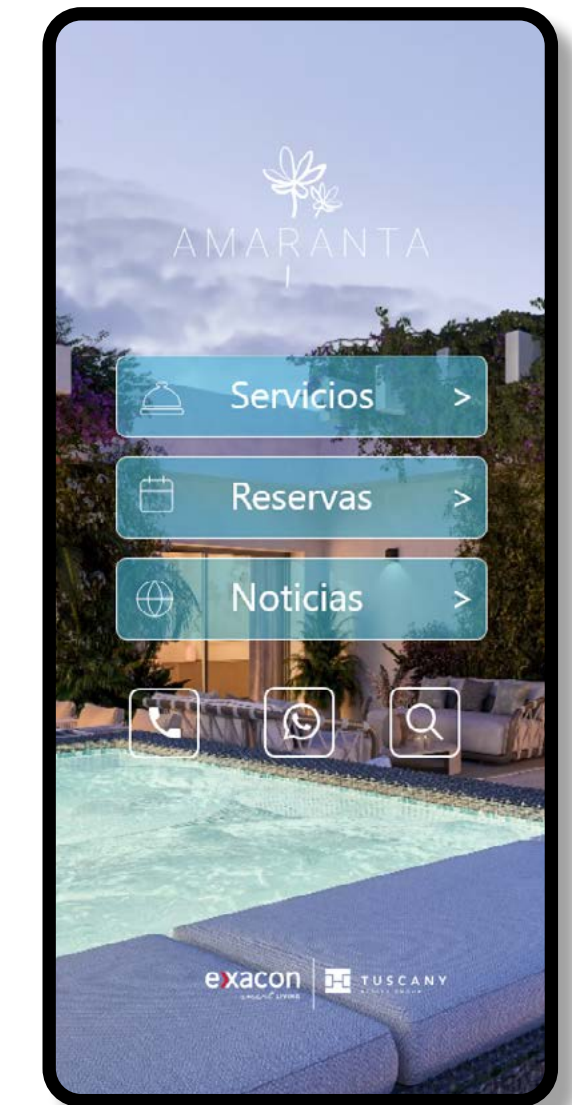 AMARANTA
Servicios >
Reservas >
Noticias >
exacon
TUSCANY